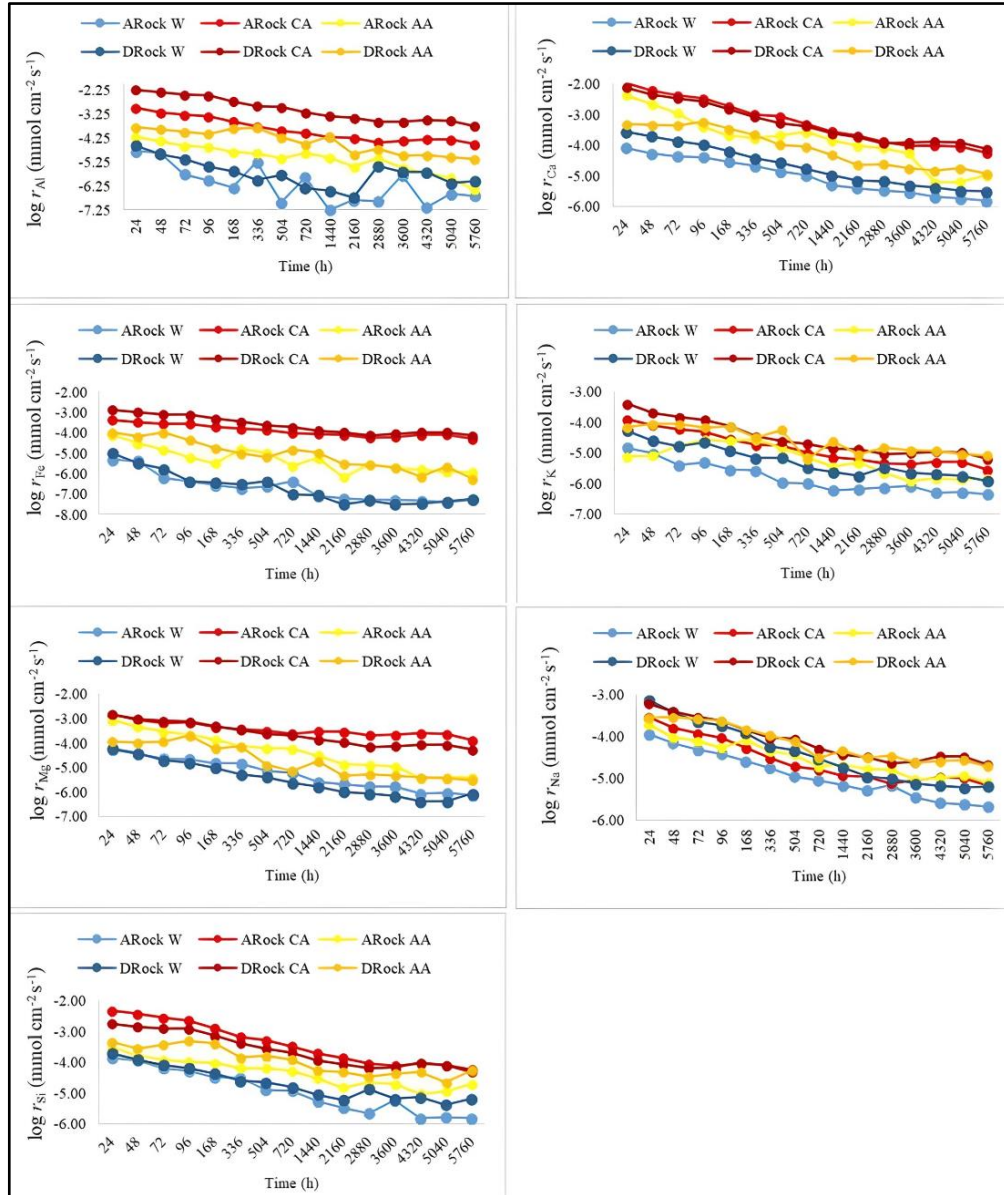 ARock W ARock CA ARock AA
DRock W DRock CA DRock AA
log r_Al (mmol cm⁻² s⁻¹)
-2.25
-3.25
-4.25
-5.25
-6.25
-7.25
24 48 72 96 168 336 504 720 1440 2160 2880 3600 4320 5040 5760
Time (h)
ARock W ARock CA ARock AA
DRock W DRock CA DRock AA
log r_Ca (mmol cm⁻² s⁻¹)
-2.00
-3.00
-4.00
-5.00
-6.00
24 48 72 96 168 336 504 720 1440 2160 2880 3600 4320 5040 5760
Time (h)
ARock W ARock CA ARock AA
DRock W DRock CA DRock AA
log r_Fe (mmol cm⁻² s⁻¹)
-2.00
-3.00
-4.00
-5.00
-6.00
-7.00
-8.00
24 48 72 96 168 336 504 720 1440 2160 2880 3600 4320 5040 5760
Time (h)
ARock W ARock CA ARock AA
DRock W DRock CA DRock AA
log r_K (mmol cm⁻² s⁻¹)
-3.00
-4.00
-5.00
-6.00
-7.00
24 48 72 96 168 336 504 720 1440 2160 2880 3600 4320 5040 5760
Time (h)
ARock W ARock CA ARock AA
DRock W DRock CA DRock AA
log r_Mg (mmol cm⁻² s⁻¹)
-2.00
-3.00
-4.00
-5.00
-6.00
-7.00
24 48 72 96 168 336 504 720 1440 2160 2880 3600 4320 5040 5760
Time (h)
ARock W ARock CA ARock AA
DRock W DRock CA DRock AA
log r_Na (mmol cm⁻² s⁻¹)
-3.00
-4.00
-5.00
-6.00
24 48 72 96 168 336 504 720 1440 2160 2880 3600 4320 5040 5760
Time (h)
ARock W ARock CA ARock AA
DRock W DRock CA DRock AA
log r_Si (mmol cm⁻² s⁻¹)
-2.00
-3.00
-4.00
-5.00
-6.00
24 48 72 96 168 336 504 720 1440 2160 2880 3600 4320 5040 5760
Time (h)